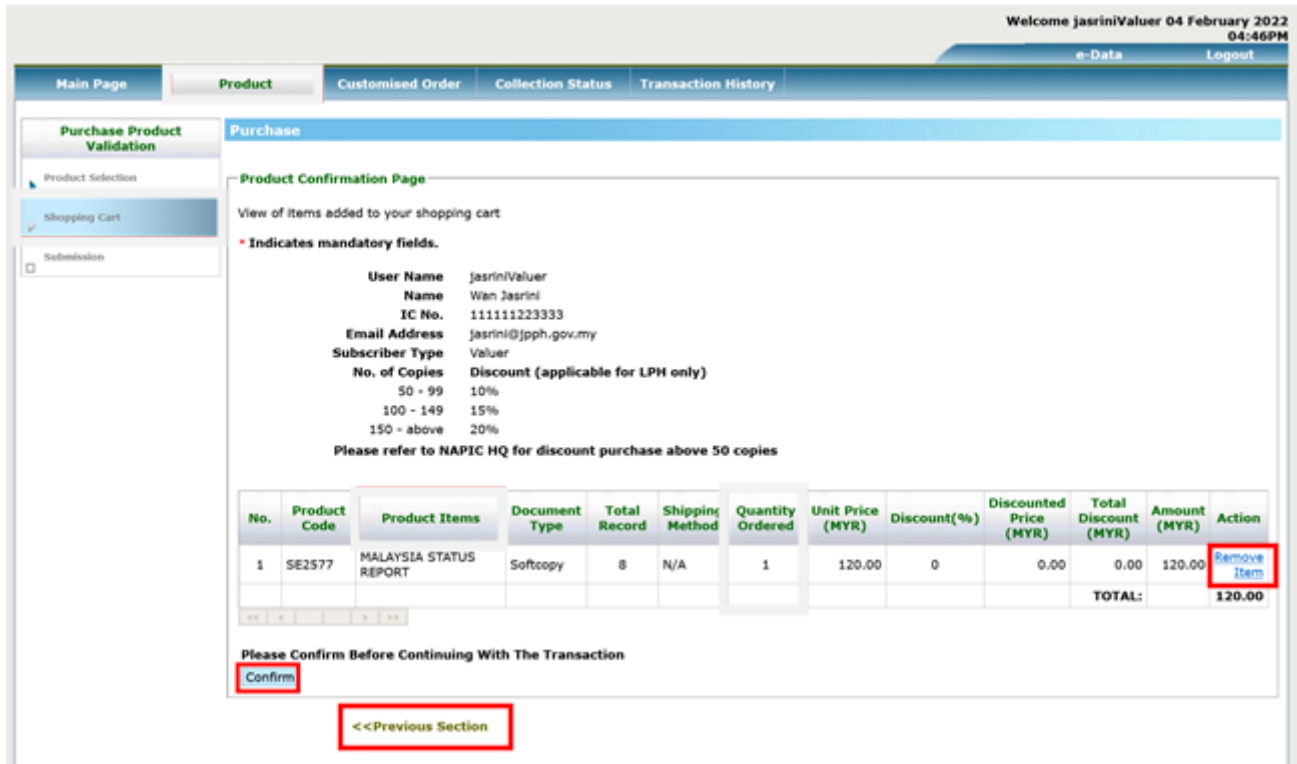 Welcome jasriniValuer 04 February 2022
04:46PM
e-Data Logout
Main Page Product Customised Order Collection Status Transaction History
Purchase Product
Validation
Product Selection
Shopping Cart
Submission
Purchase
Product Confirmation Page
View of items added to your shopping cart
* Indicates mandatory fields.
User Name jasriniValuer
Name Wan Jasrini
IC No. 111111223333
Email Address jasrini@jpph.gov.my
Subscriber Type Valuer
No. of Copies Discount (applicable for LPH only)
50 - 99 10%
100 - 149 15%
150 - above 20%
Please refer to NAPIC HQ for discount purchase above 50 copies
No. Product Code Product Items Document Type Total Record Shipping Method Quantity Ordered Unit Price (MYR) Discount(%) Discounted Price (MYR) Total Discount (MYR) Amount (MYR) Action
1 SE2S77 MALAYSIA STATUS REPORT Softcopy 8 N/A 1 120.00 0 0.00 0.00 120.00 Remove Item
TOTAL: 120.00
<< < > >>
Please Confirm Before Continuing With The Transaction
Confirm
<<Previous Section